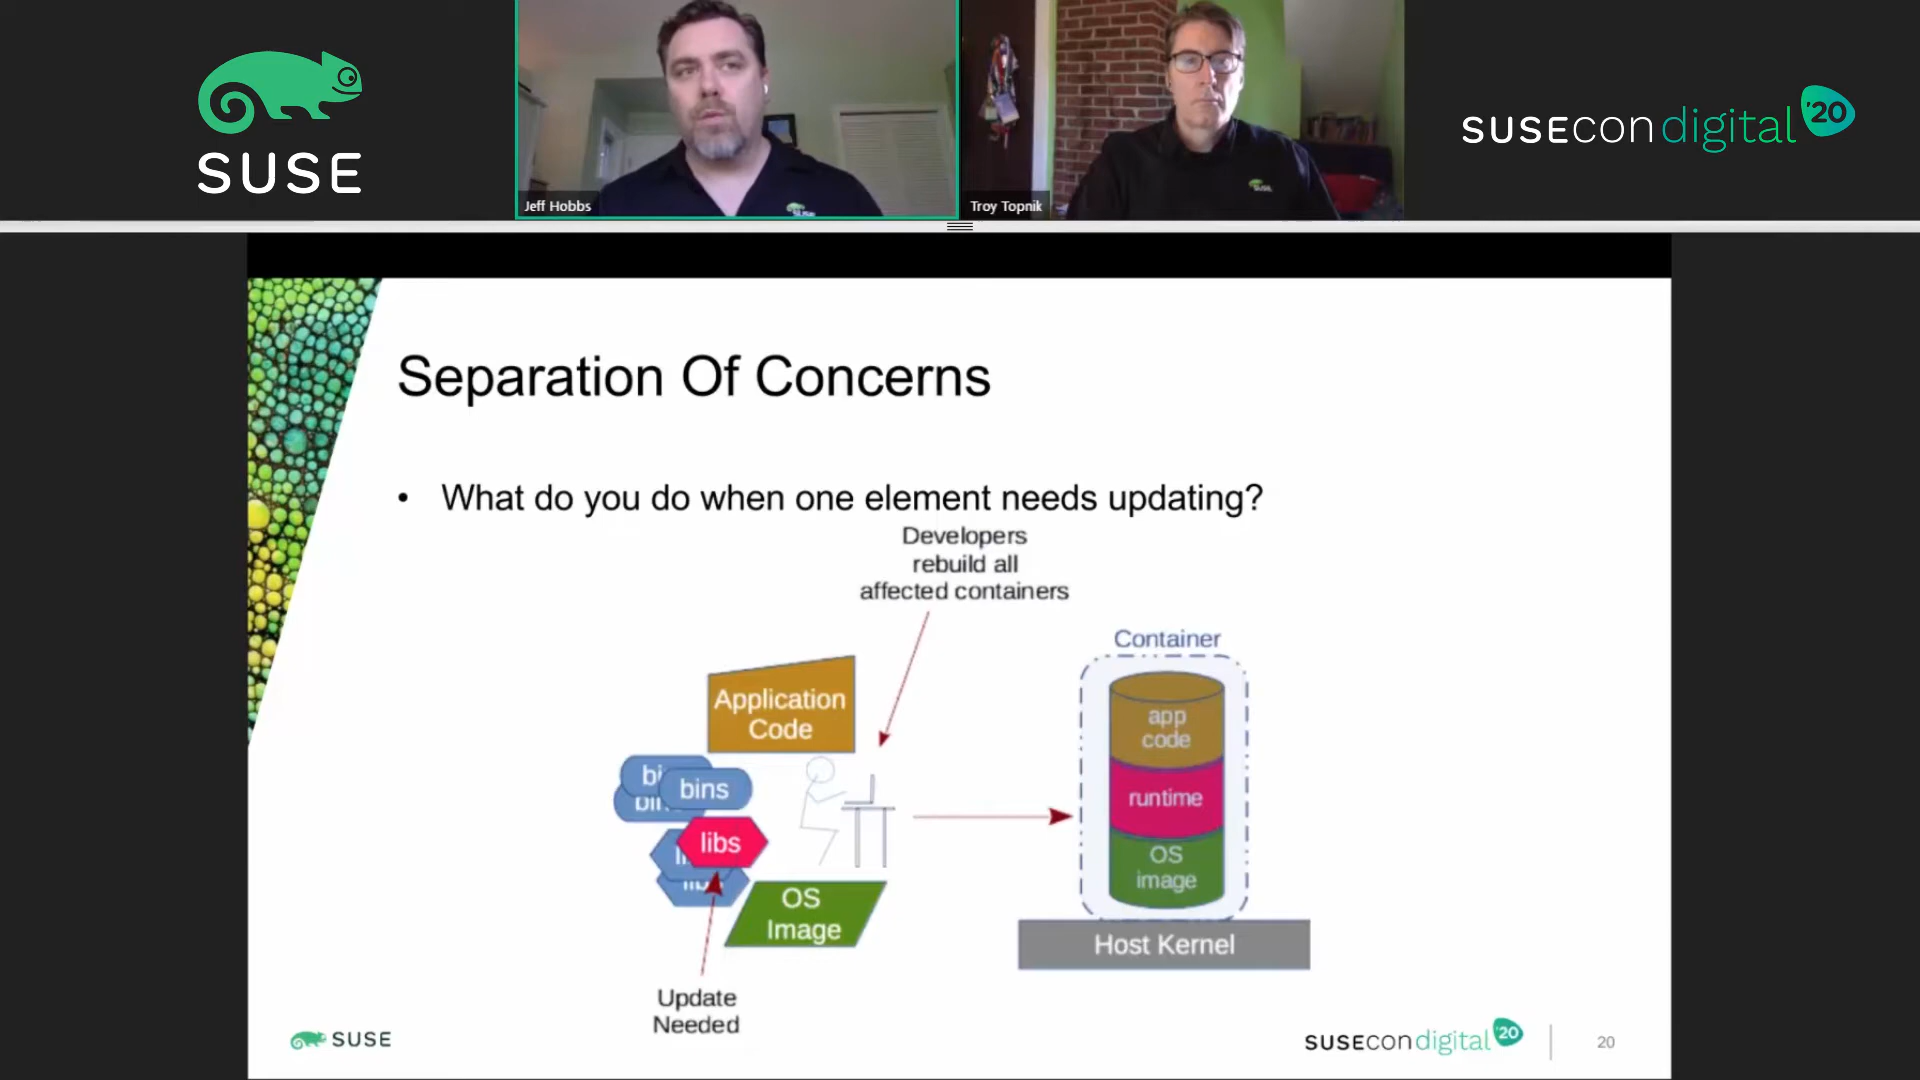 SUSE
Jeff Hobbs
Troy Topnik
SUSE
SUSECON digital '20
Separation Of Concerns
• What do you do when one element needs updating?
Developers
rebuild all
affected containers
Container
Application
Code
app
code
bins
runtime
libs
OS
image
OS
Image
Host Kernel
Update
Needed
SUSE
SUSECON digital '20
20